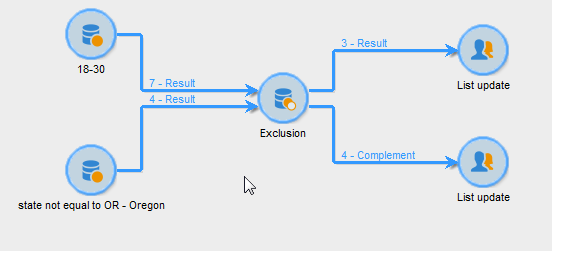 3 - Result
18-30
List update
7 - Result
4 - Result
Exclusion
4 - Complement
state not equal to OR - Oregon
List update